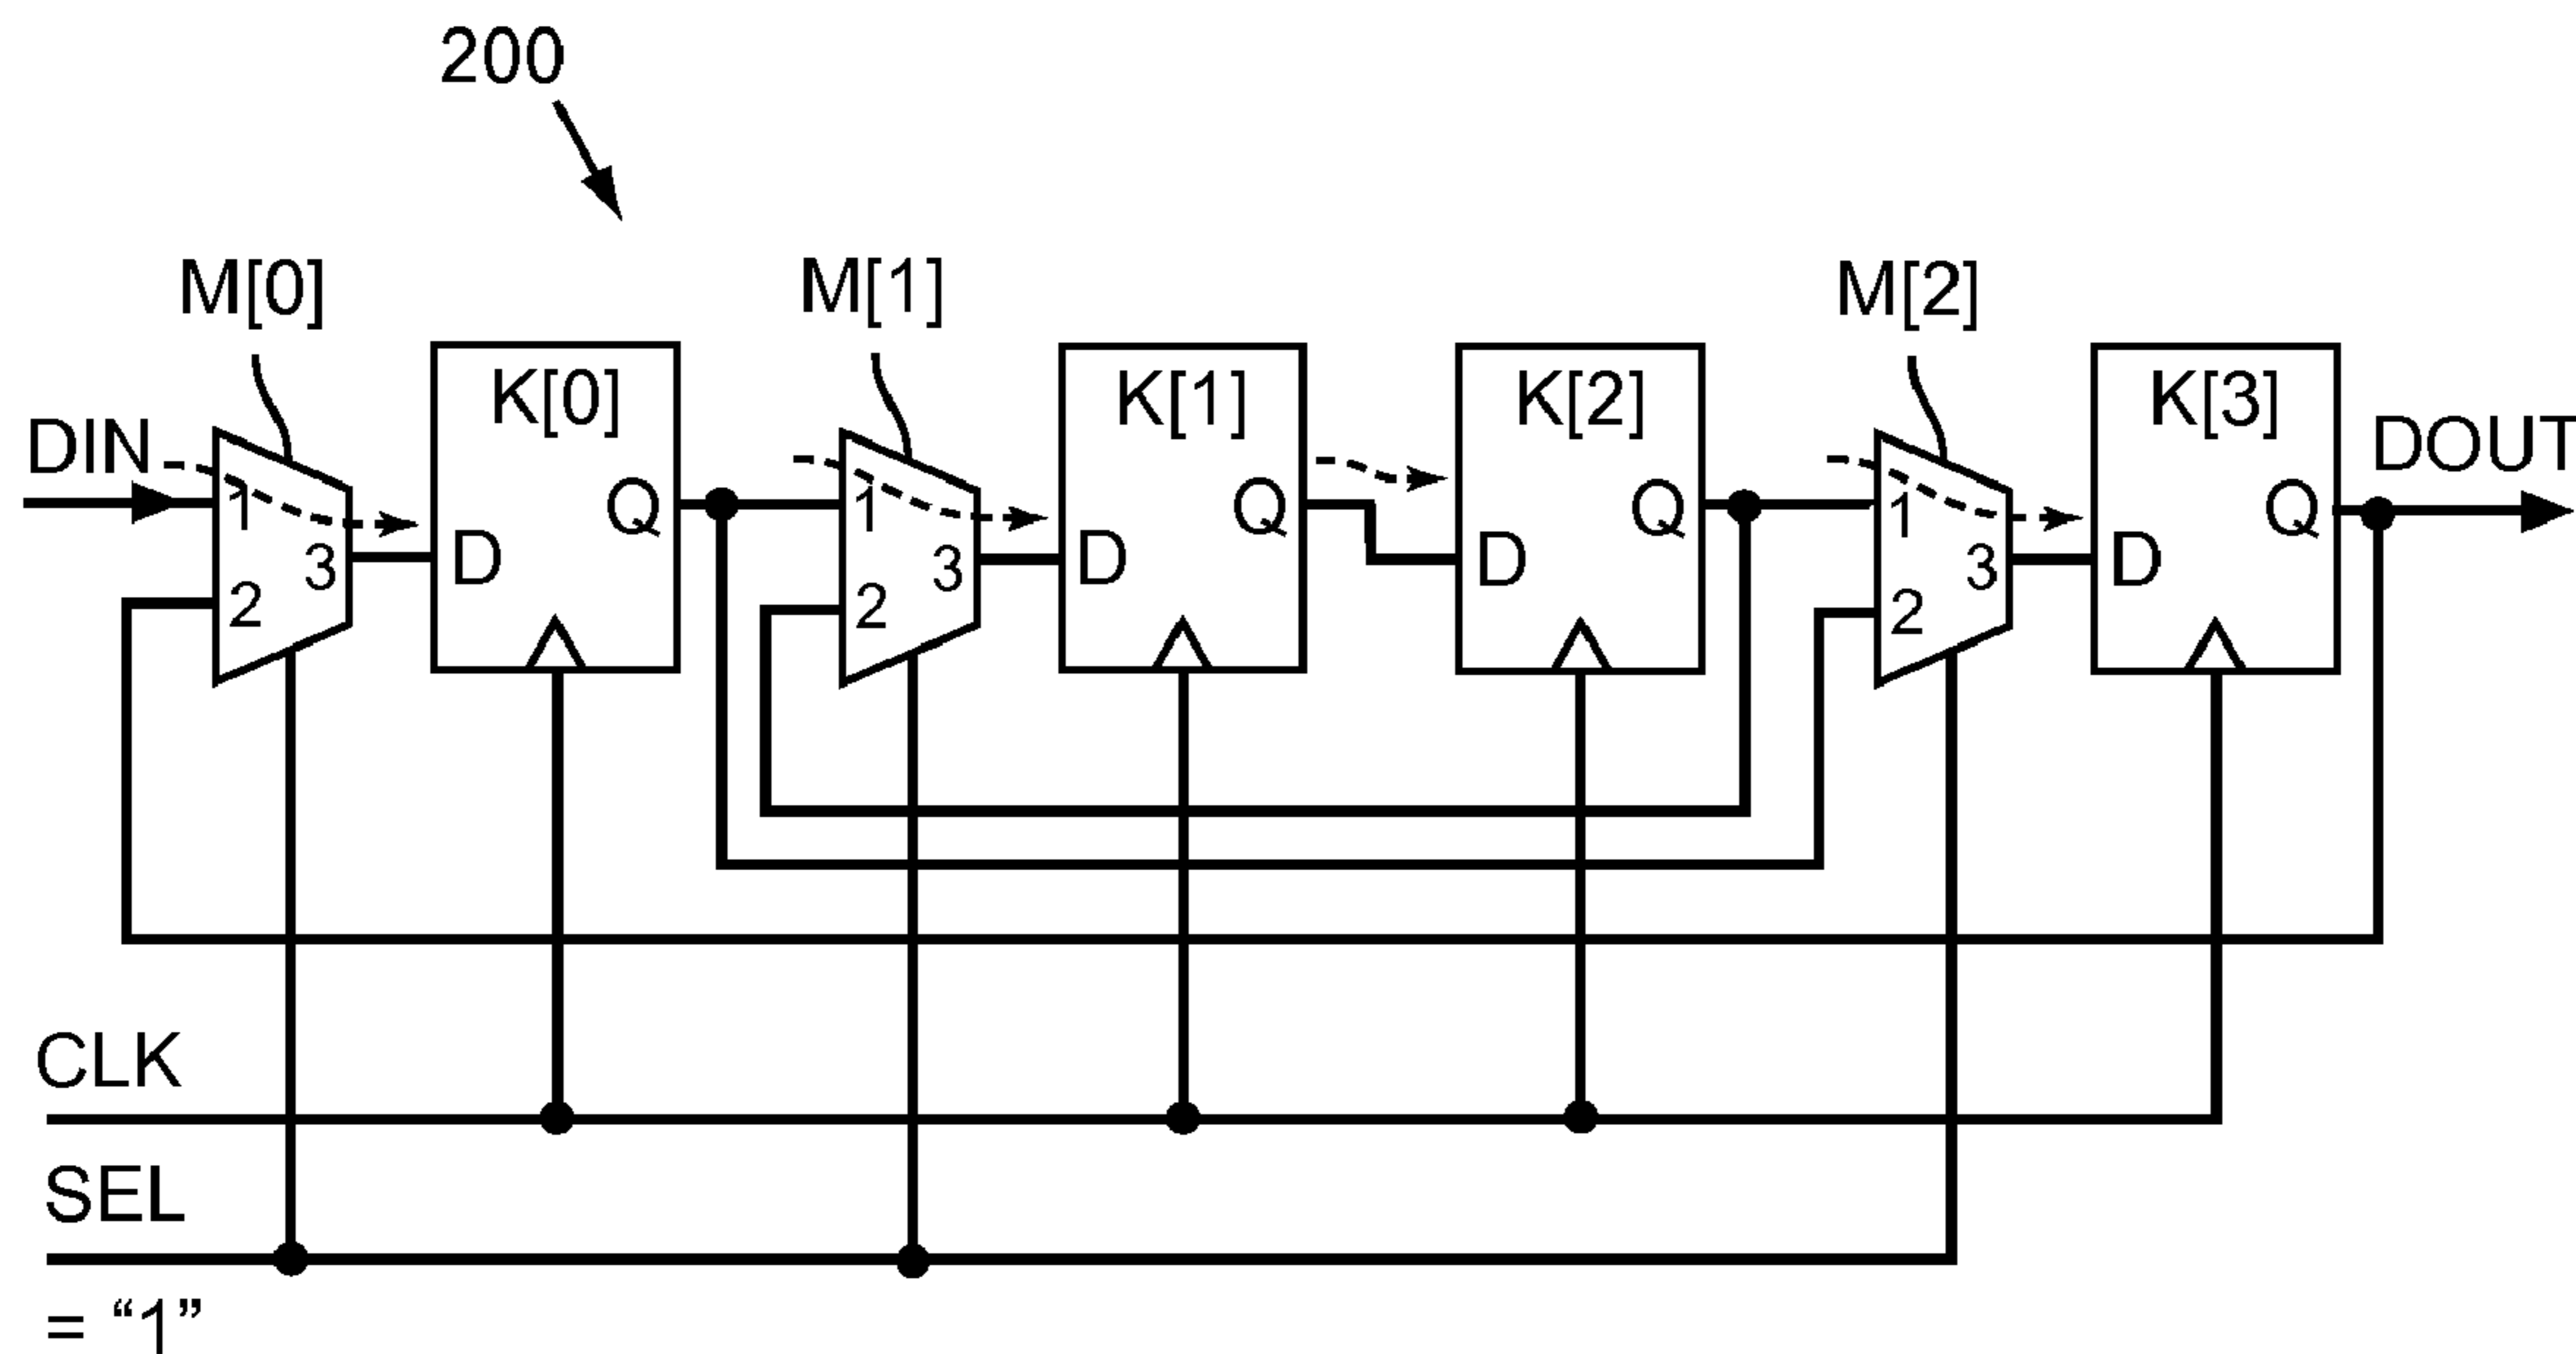 200
M[0]
M[1]
M[2]
K[0]
K[1]
K[2]
K[3]
DIN
DOUT
1
2
3
D
Q
1
2
3
D
Q
D
Q
1
2
3
D
Q
CLK
SEL
= “1”